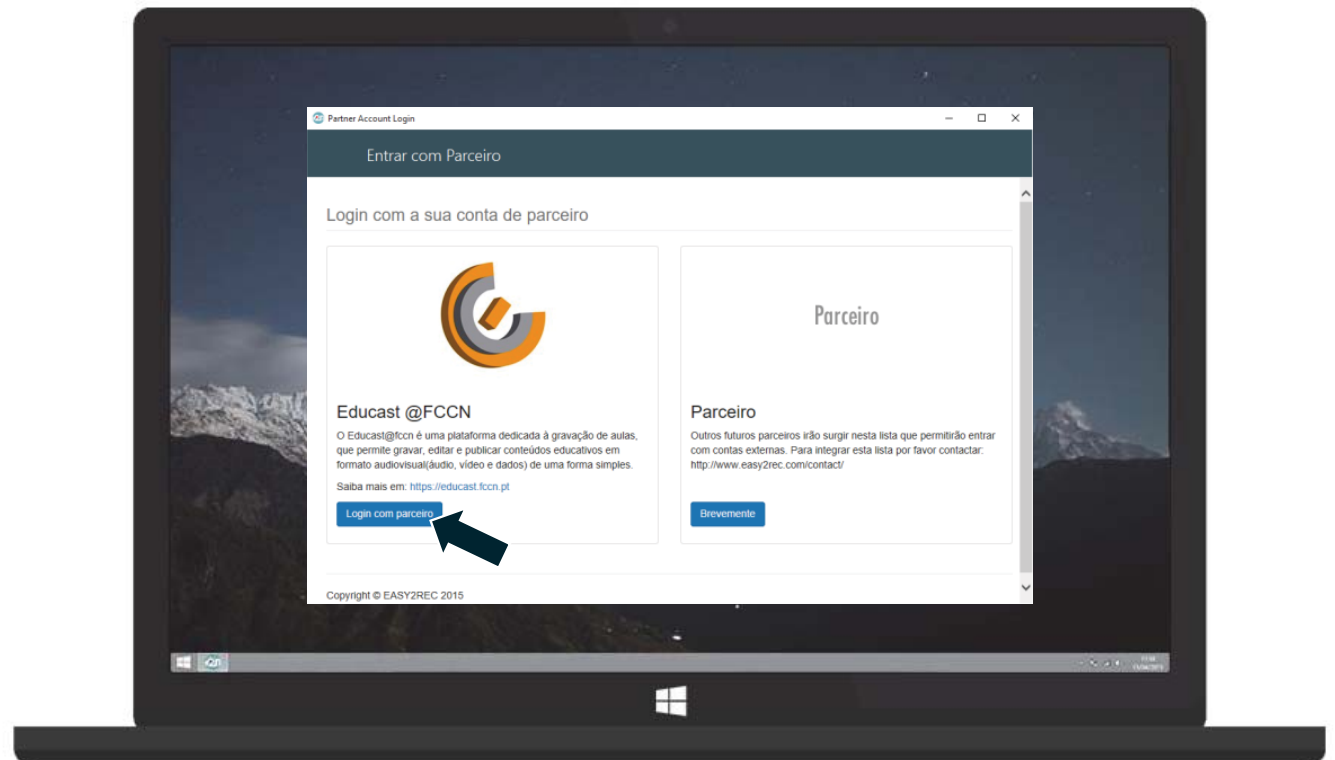 Partner Account Login
Entrar com Parceiro
Login com a sua conta de parceiro
Educast @FCCN
O Educast@fccn é uma plataforma dedicada à gravação de aulas,
que permite gravar, editar e publicar conteúdos educativos em
formato audiovisual(áudio, vídeo e dados) de uma forma simples.
Saiba mais em: https://educast.fccn.pt
Login com parceiro
Parceiro
Parceiro
Outros futuros parceiros irão surgir nesta lista que permitirão entrar
com contas externas. Para integrar esta lista por favor contactar:
http://www.easy2rec.com/contact/
Brevemente
Copyright © EASY2REC 2015